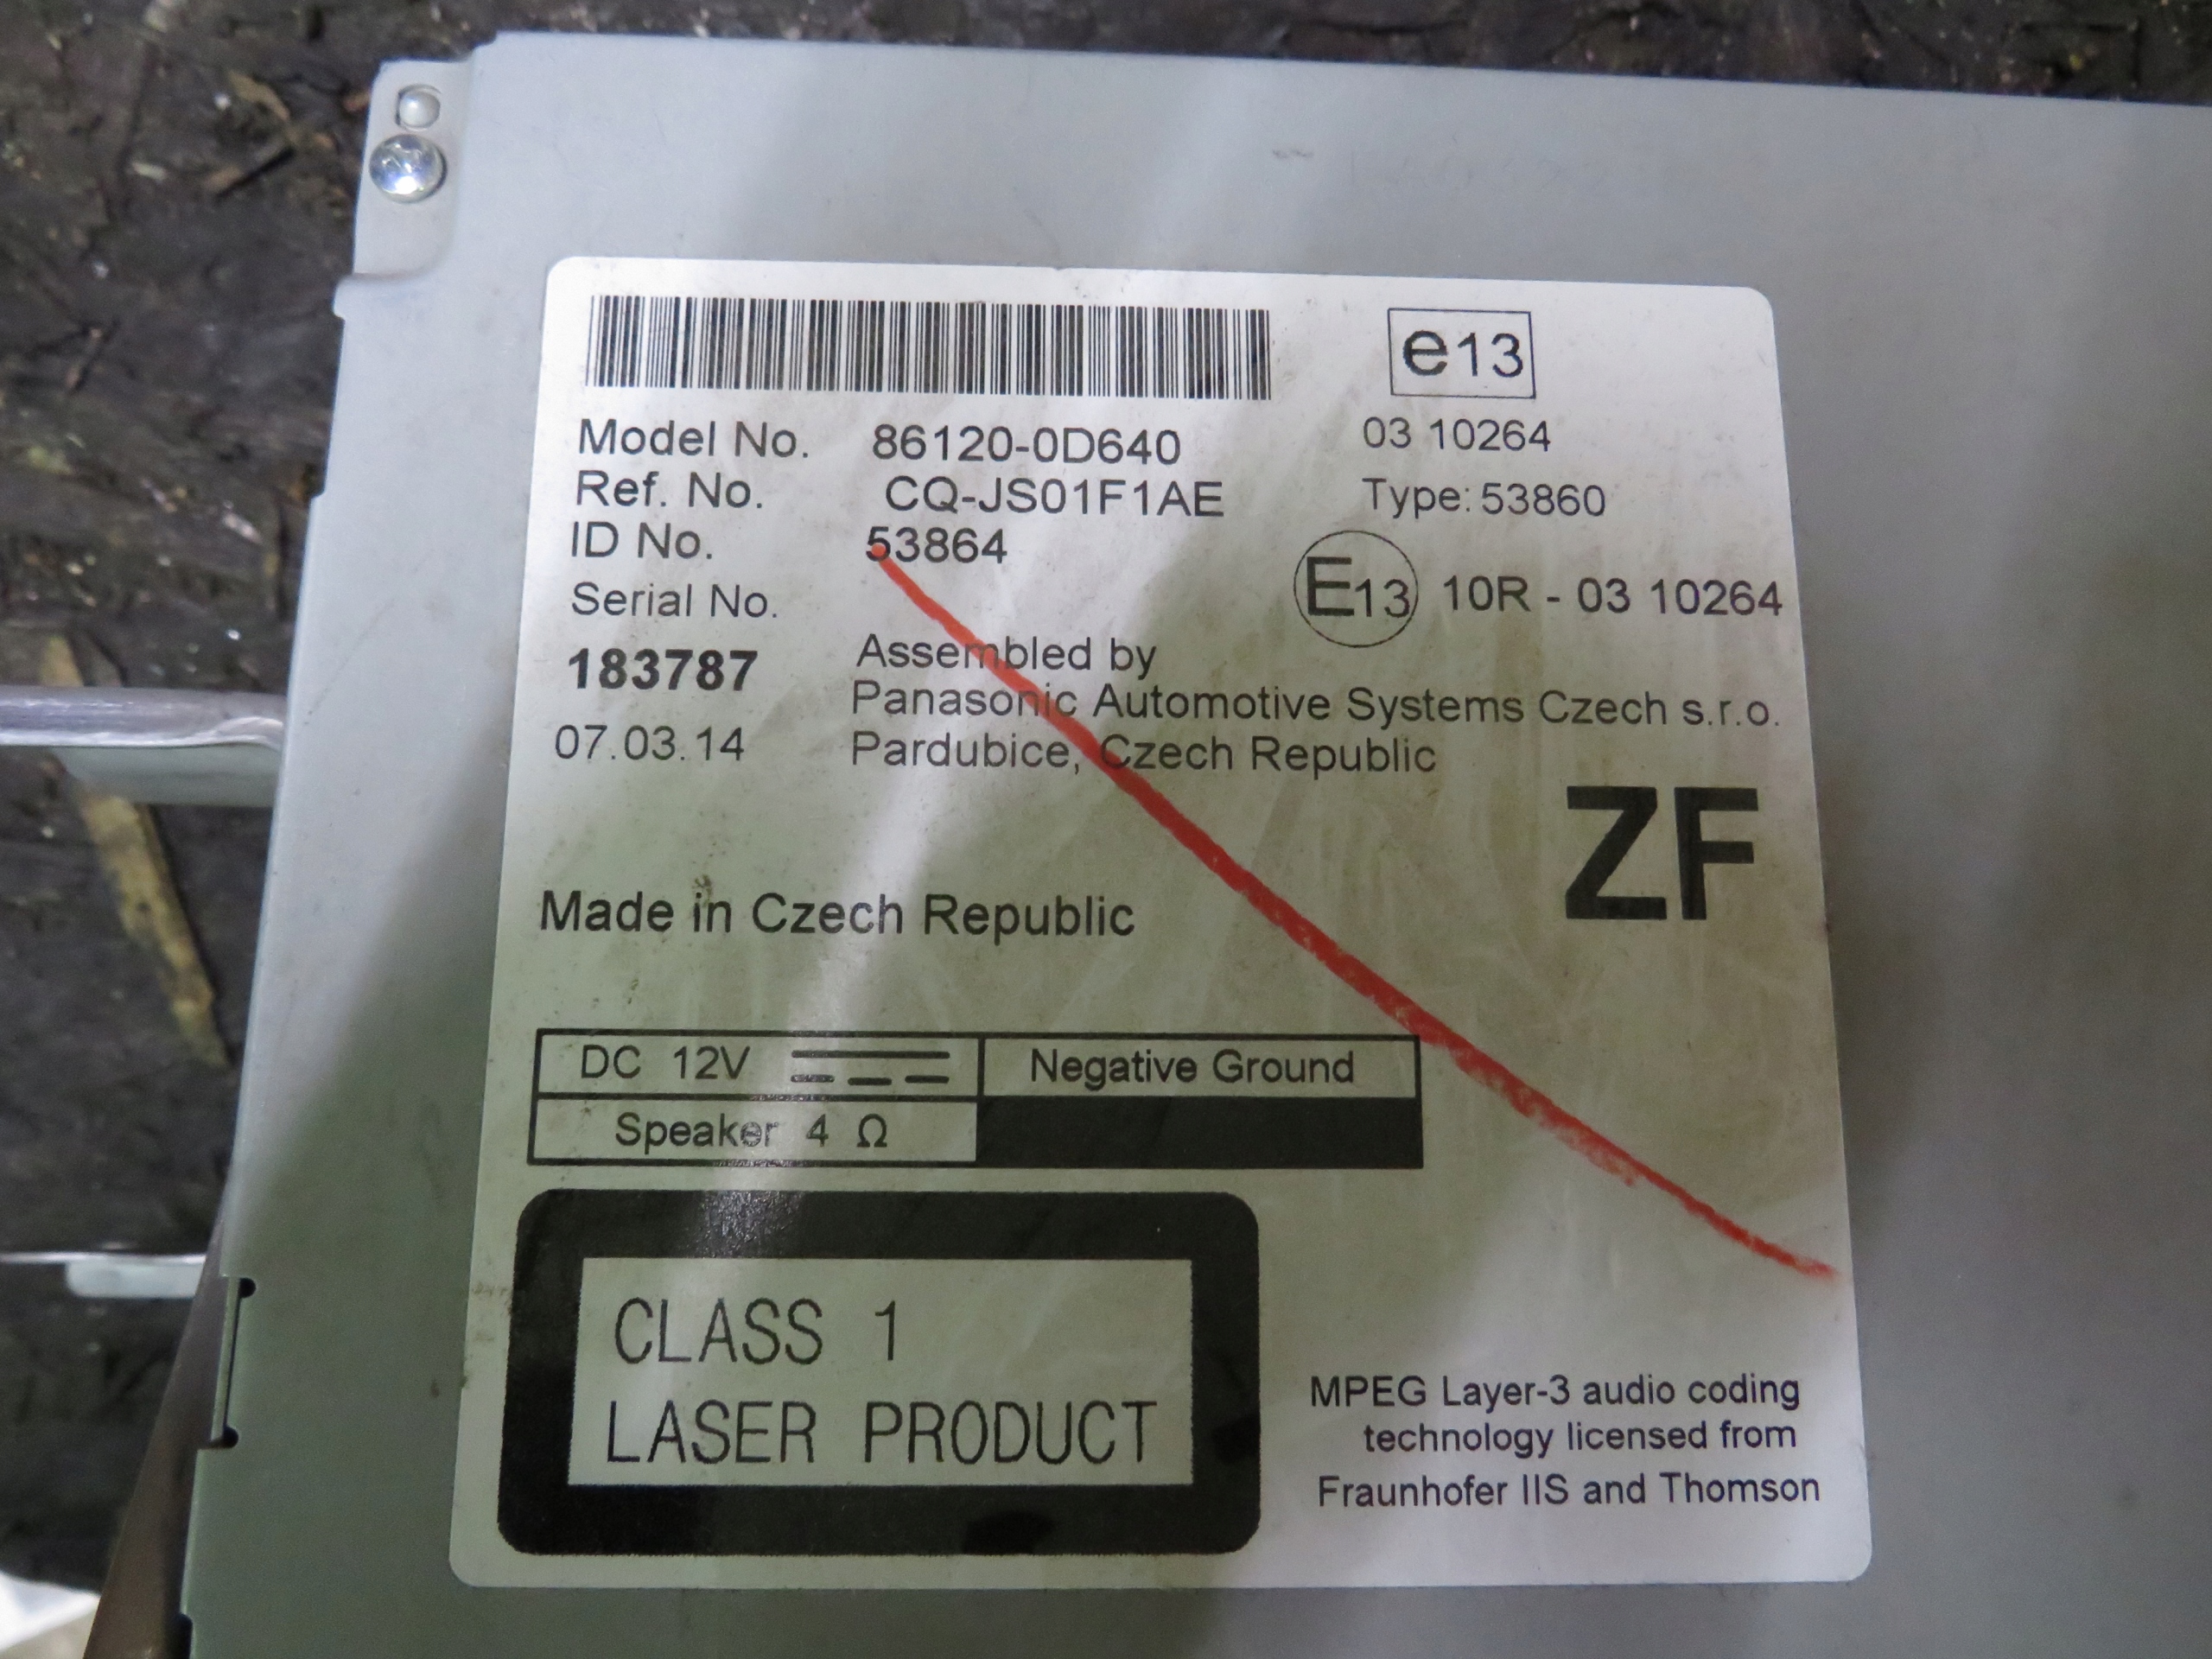 e13
Model No. 86120-0D640
03 10264
Ref. No. CQ-JS01F1AE
Type: 53860
ID No. 53864
E13 10R - 03 10264
Serial No.
183787
07.03.14
Assembled by
Panasonic Automotive Systems Czech s.r.o.
Pardubice, Czech Republic
ZF
Made in Czech Republic
DC 12V Negative Ground
Speaker 4 Ω
CLASS 1
LASER PRODUCT
MPEG Layer-3 audio coding
technology licensed from
Fraunhofer IIS and Thomson